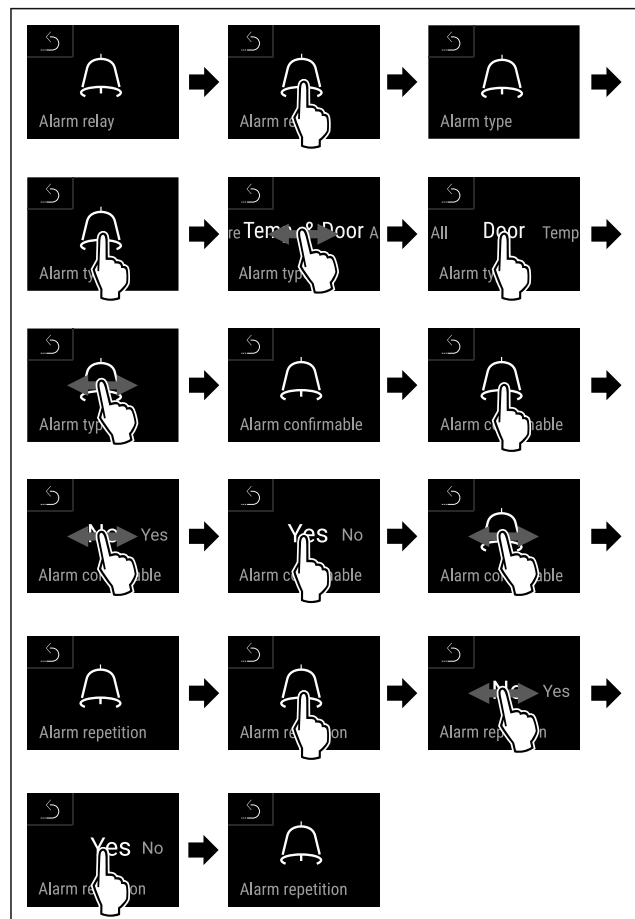 Alarm relay
Alarm re
Alarm type
Alarm ty
re Temp & Door A
Alarm typ
All Door Temp
Alarm ty
Alarm typ
Alarm confirmable
Alarm c nable
No Yes
Alarm co able
Yes No
Alarm c nable
Alarm co able
Alarm repetition
Alarm re on
No Yes
Alarm rep n
Yes No
Alarm re on
Alarm repetition